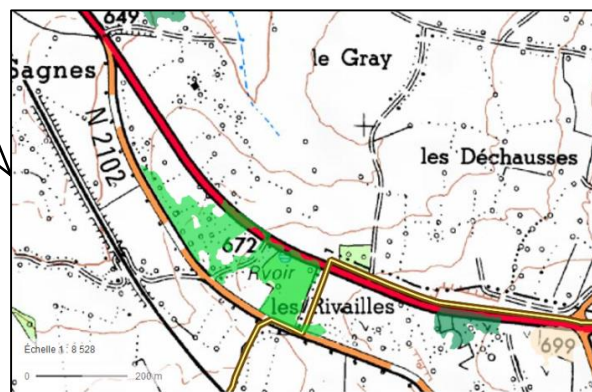 649
le Gray
Sagnes
N 2102
les Déchausses
672
Rvoir
les Rivailles
699
Échelle 1 : 8 528
0 200 m